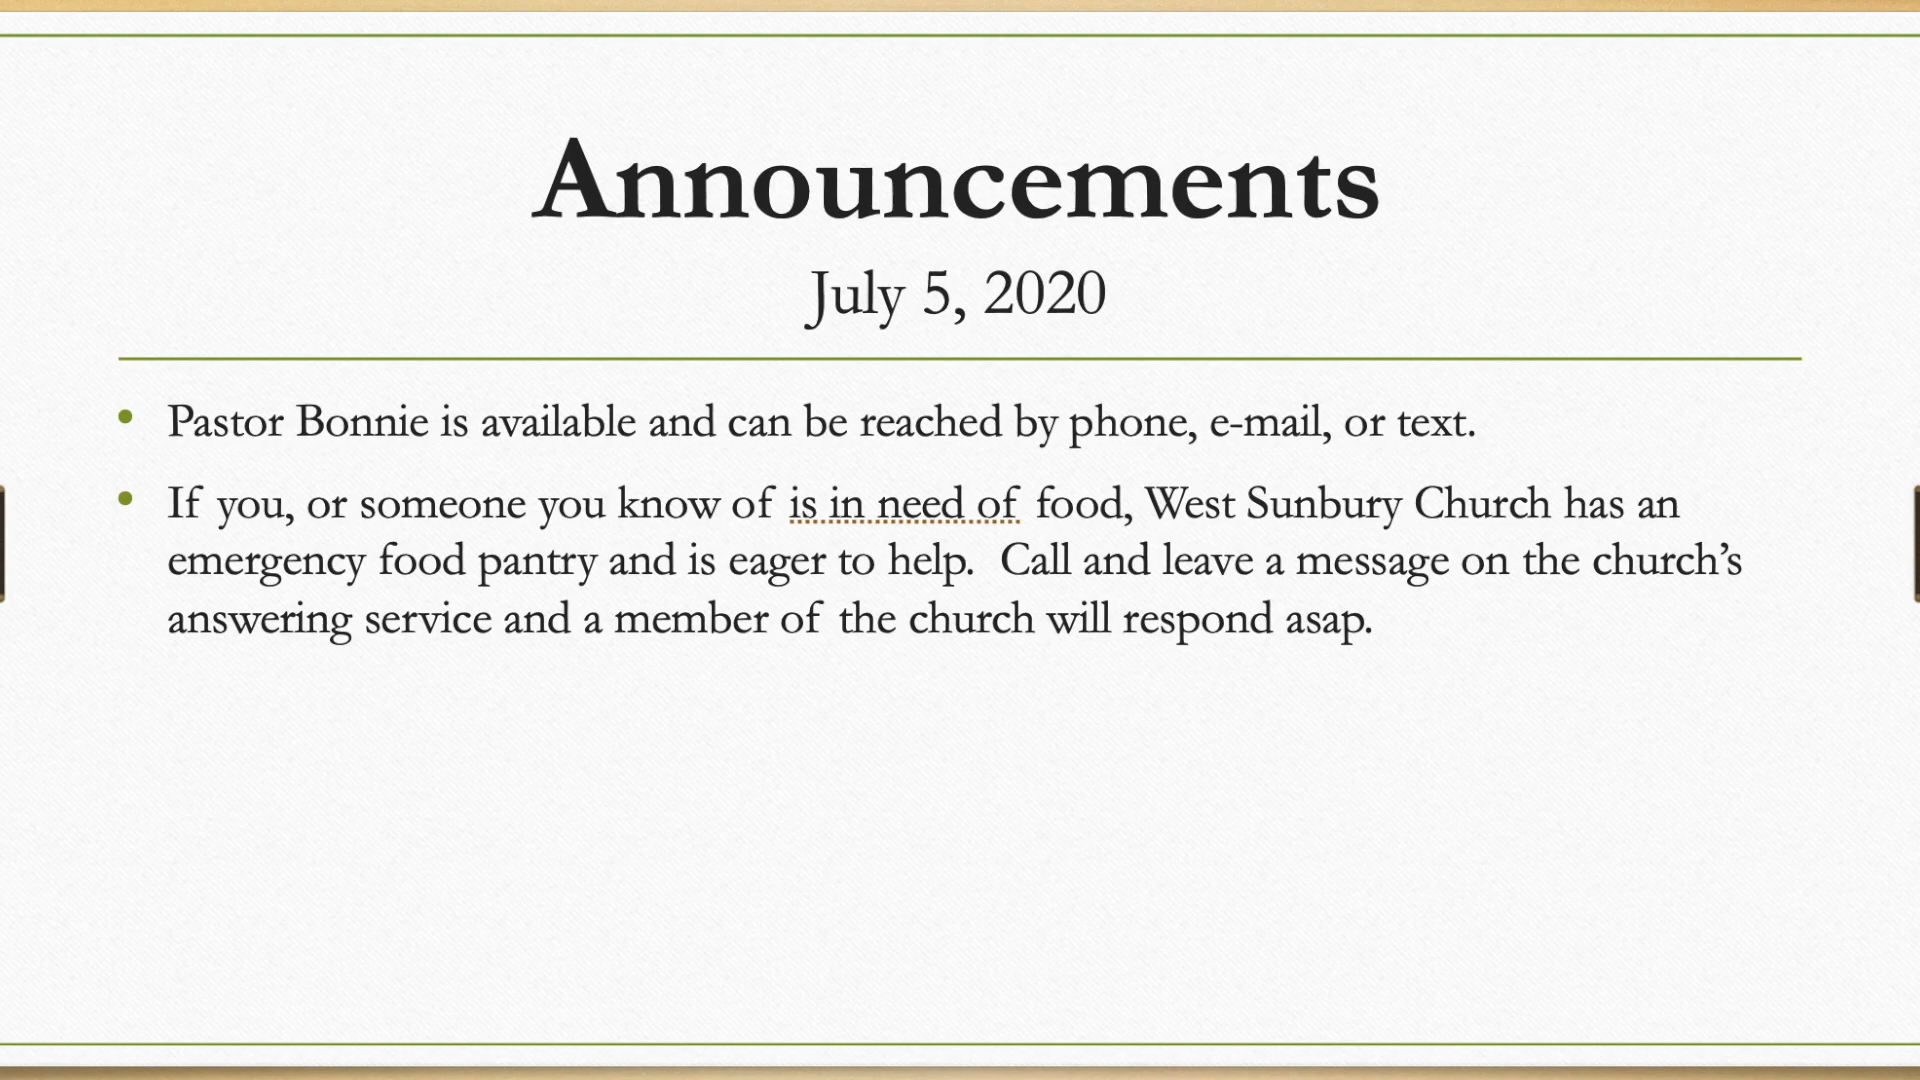 Announcements
July 5, 2020
• Pastor Bonnie is available and can be reached by phone, e-mail, or text.
• If you, or someone you know of is in need of food, West Sunbury Church has an
emergency food pantry and is eager to help.  Call and leave a message on the church’s
answering service and a member of the church will respond asap.